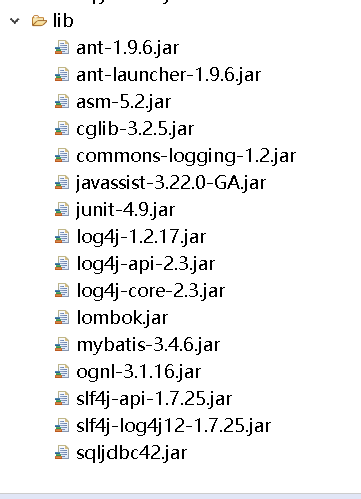 lib
ant-1.9.6.jar
ant-launcher-1.9.6.jar
asm-5.2.jar
cglib-3.2.5.jar
commons-logging-1.2.jar
javassist-3.22.0-GA.jar
junit-4.9.jar
log4j-1.2.17.jar
log4j-api-2.3.jar
log4j-core-2.3.jar
lombok.jar
mybatis-3.4.6.jar
ognl-3.1.16.jar
slf4j-api-1.7.25.jar
slf4j-log4j12-1.7.25.jar
sqljdbc42.jar